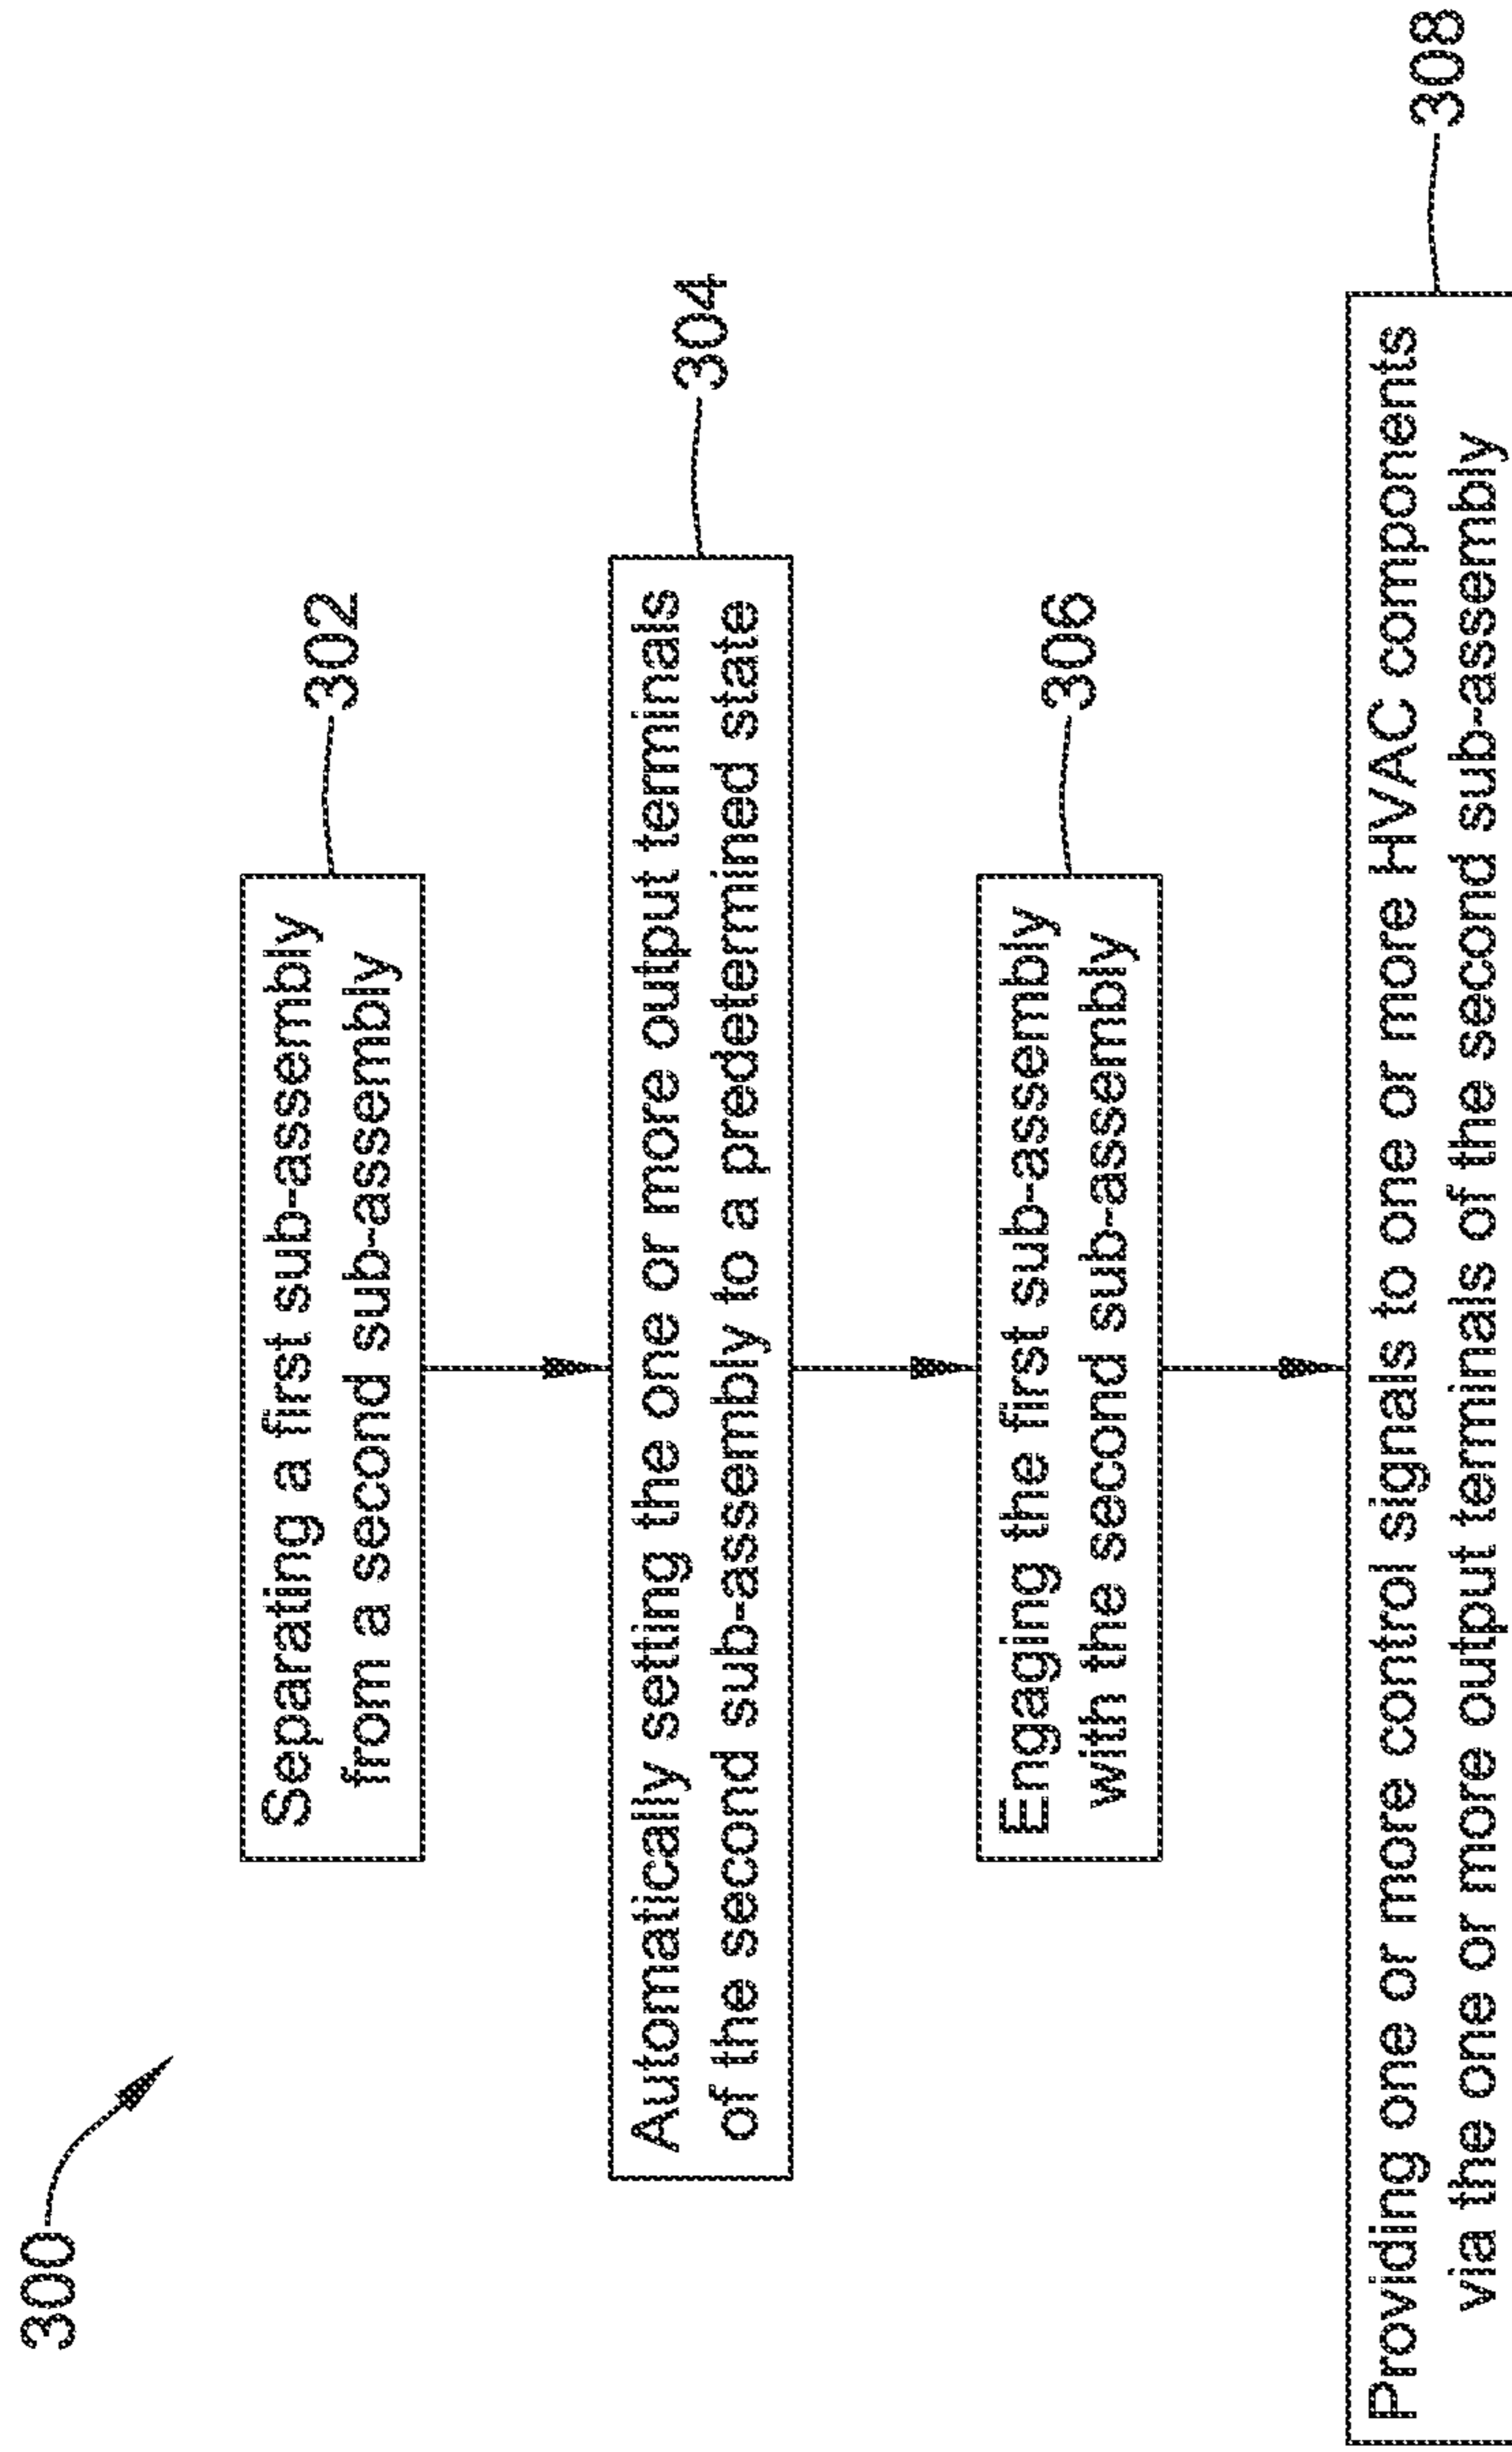 300
Separating a first sub-assembly
from a second sub-assembly
302
Automatically setting the one or more output terminals
of the second sub-assembly to a predetermined state
304
Engaging the first sub-assembly
with the second sub-assembly
306
Providing one or more control signals to one or more HVAC components
via the one or more output terminals of the second sub-assembly
308